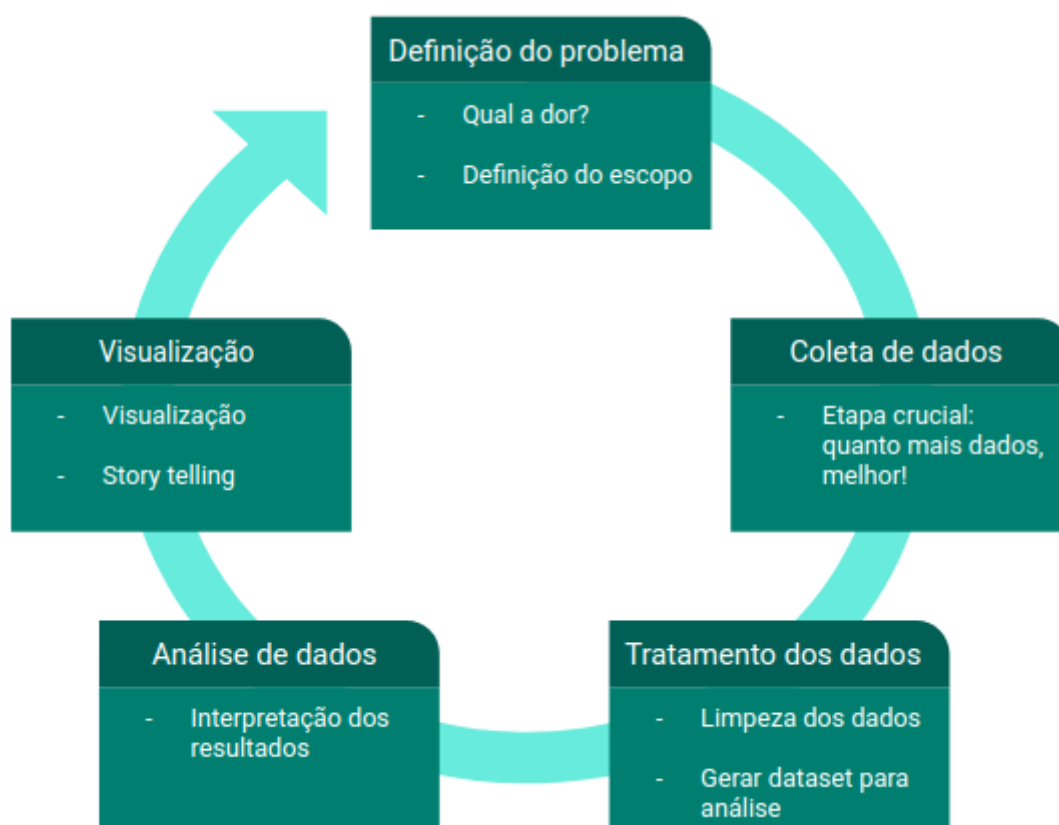 Definição do problema
- Qual a dor?
- Definição do escopo
Coleta de dados
- Etapa crucial:
quanto mais dados,
melhor!
Tratamento dos dados
- Limpeza dos dados
- Gerar dataset para
análise
Análise de dados
- Interpretação dos
resultados
Visualização
- Visualização
- Story telling